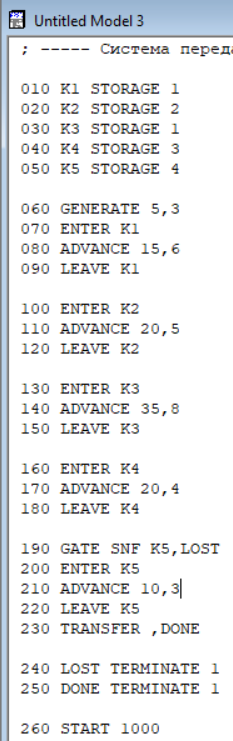 Untitled Model 3
; ----- Система
010 K1 STORAGE 1
020 K2 STORAGE 2
030 K3 STORAGE 1
040 K4 STORAGE 3
050 K5 STORAGE 4
060 GENERATE 5,3
070 ENTER K1
080 ADVANCE 15,6
090 LEAVE K1
100 ENTER K2
110 ADVANCE 20,5
120 LEAVE K2
130 ENTER K3
140 ADVANCE 35,8
150 LEAVE K3
160 ENTER K4
170 ADVANCE 20,4
180 LEAVE K4
190 GATE SNF K5,LOST
200 ENTER K5
210 ADVANCE 10,3
220 LEAVE K5
230 TRANSFER ,DONE
240 LOST TERMINATE 1
250 DONE TERMINATE 1
260 START 1000